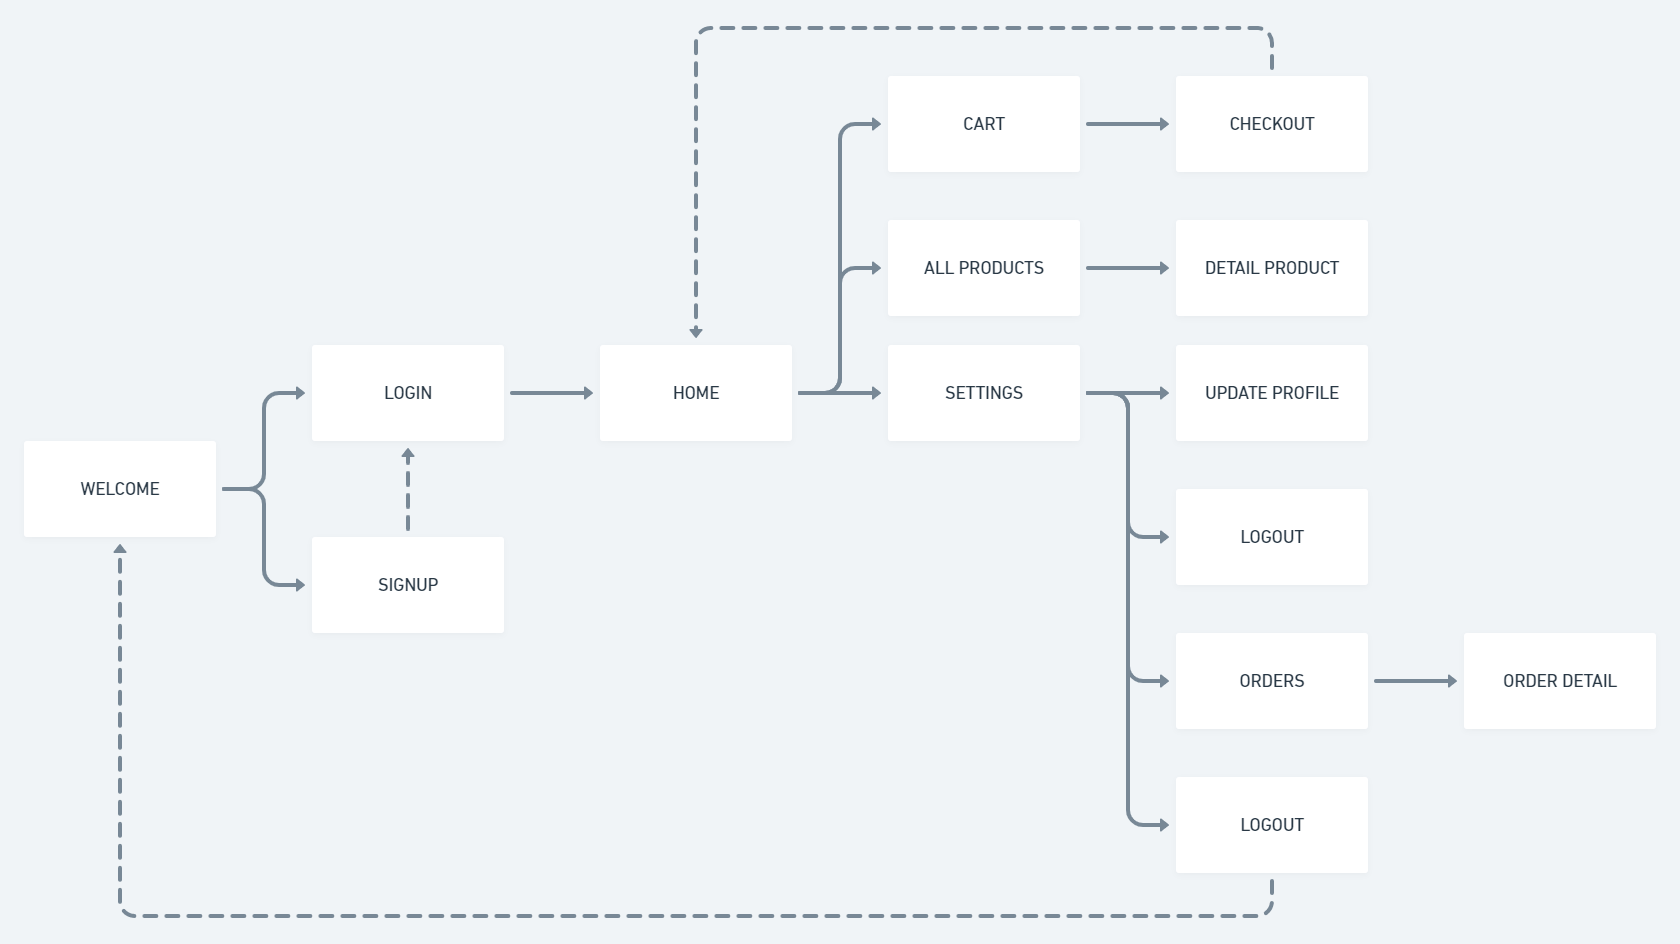 CART
CHECKOUT
ALL PRODUCTS
DETAIL PRODUCT
LOGIN
HOME
SETTINGS
UPDATE PROFILE
WELCOME
LOGOUT
SIGNUP
ORDERS
ORDER DETAIL
LOGOUT